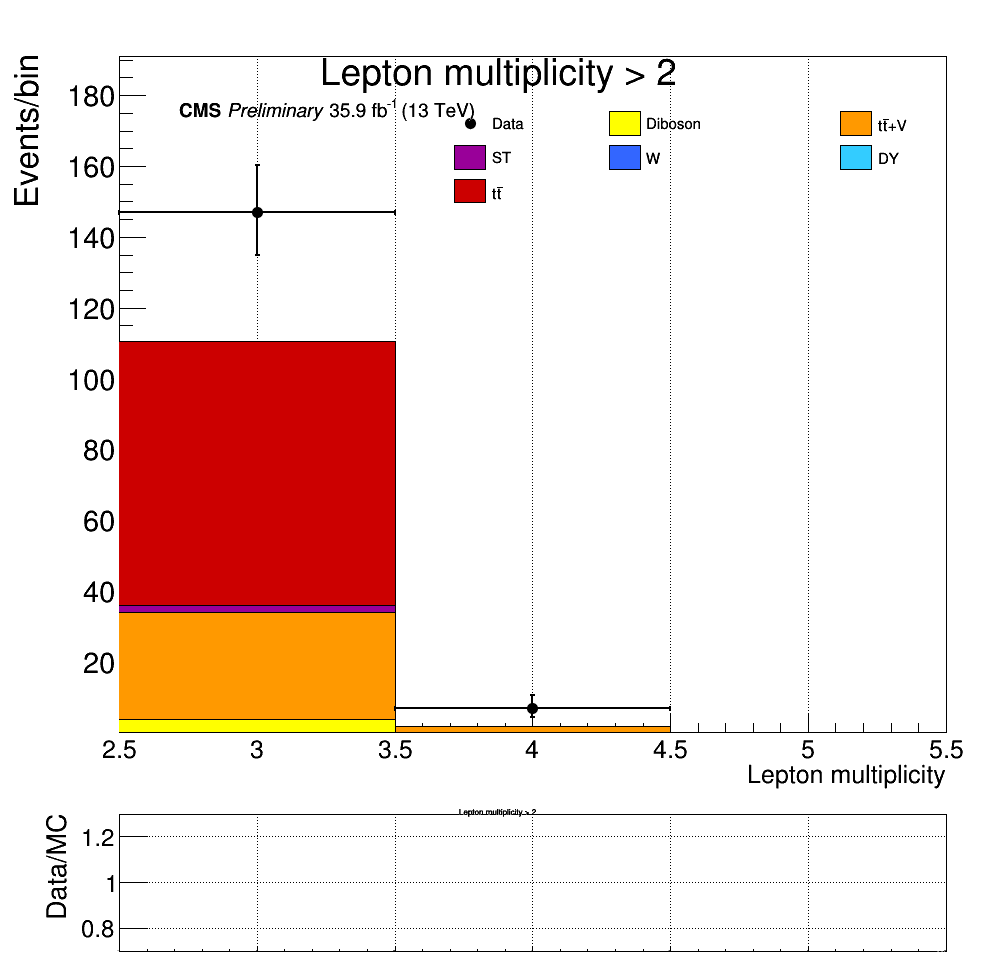 Lepton multiplicity > 2
CMS Preliminary 35.9 fb⁻¹ (13 TeV)
Data
Diboson
tt̄+V
ST
W
DY
tt̄
Events/bin
180
160
140
120
100
80
60
40
20
2.5 3 3.5 4 4.5 5 5.5
Lepton multiplicity
Lepton multiplicity > 2
Data/MC
1.2
1
0.8